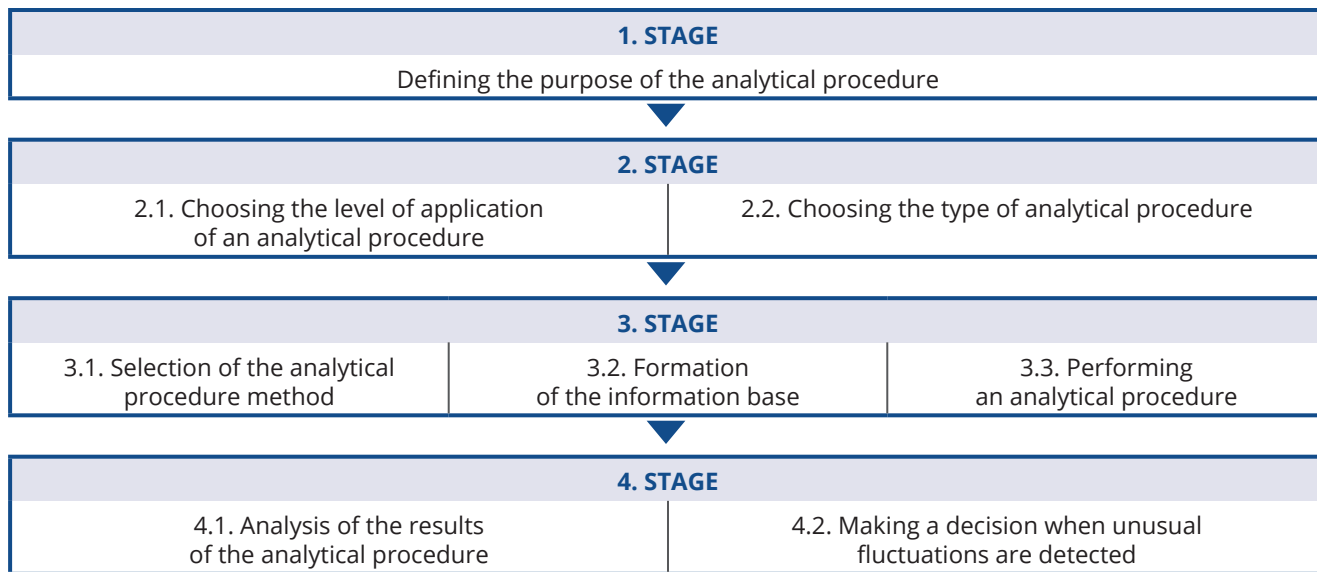 1. STAGE
Defining the purpose of the analytical procedure
2. STAGE
2.1. Choosing the level of application
of an analytical procedure
2.2. Choosing the type of analytical procedure
3. STAGE
3.1. Selection of the analytical
procedure method
3.2. Formation
of the information base
3.3. Performing
an analytical procedure
4. STAGE
4.1. Analysis of the results
of the analytical procedure
4.2. Making a decision when unusual
fluctuations are detected